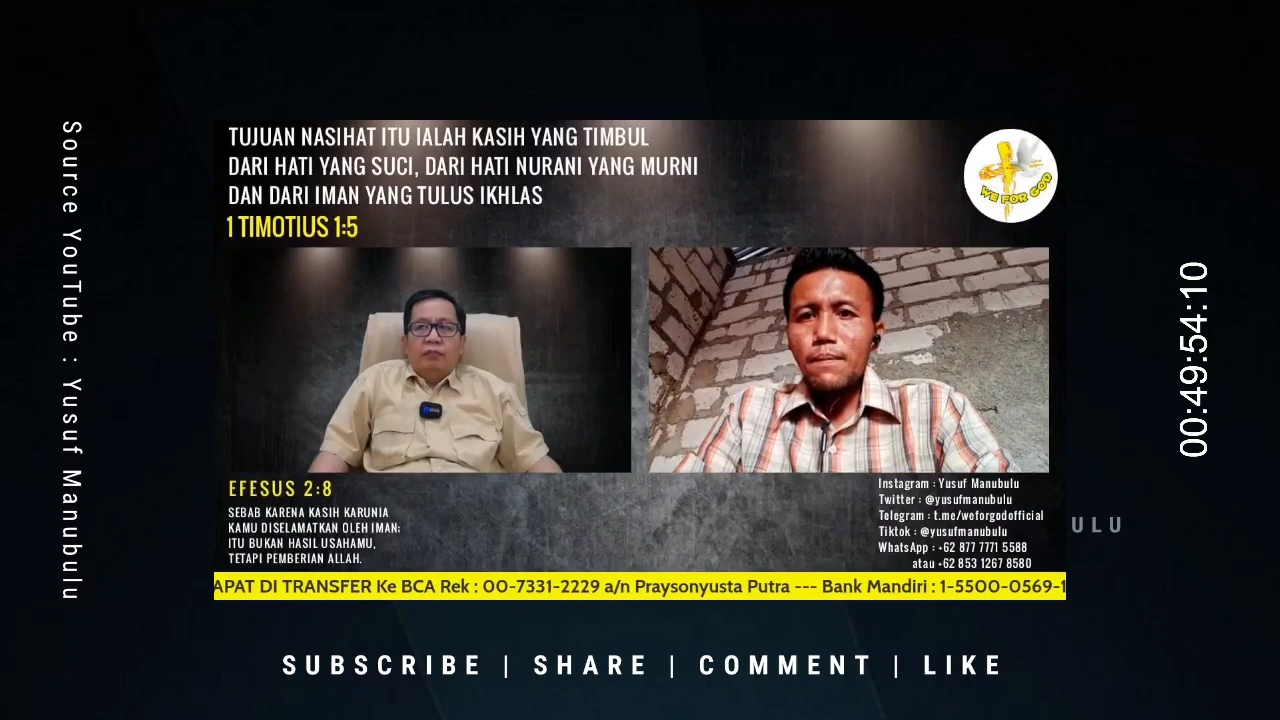 Source YouTube : Yusuf Manubulu
TUJUAN NASIHAT ITU IALAH KASIH YANG TIMBUL
DARI HATI YANG SUCI, DARI HATI NURANI YANG MURNI
DAN DARI IMAN YANG TULUS IKHLAS
1 TIMOTIUS 1:5
WE FOR GOD
EFESUS 2:8
SEBAB KARENA KASIH KARUNIA
KAMU DISELAMATKAN OLEH IMAN;
ITU BUKAN HASIL USAHAMU,
TETAPI PEMBERIAN ALLAH.
Instagram : Yusuf Manubulu
Twitter : @yusufmanubulu
Telegram : t.me/weforgodofficial
Tiktok : @yusufmanubulu
WhatsApp : +62 877 7771 5588
atau +62 853 1267 8580
ULU
APAT DI TRANSFER Ke BCA Rek : 00-7331-2229 a/n Praysonyusta Putra --- Bank Mandiri : 1-5500-0569-1
00:49:54:10
SUBSCRIBE | SHARE | COMMENT | LIKE